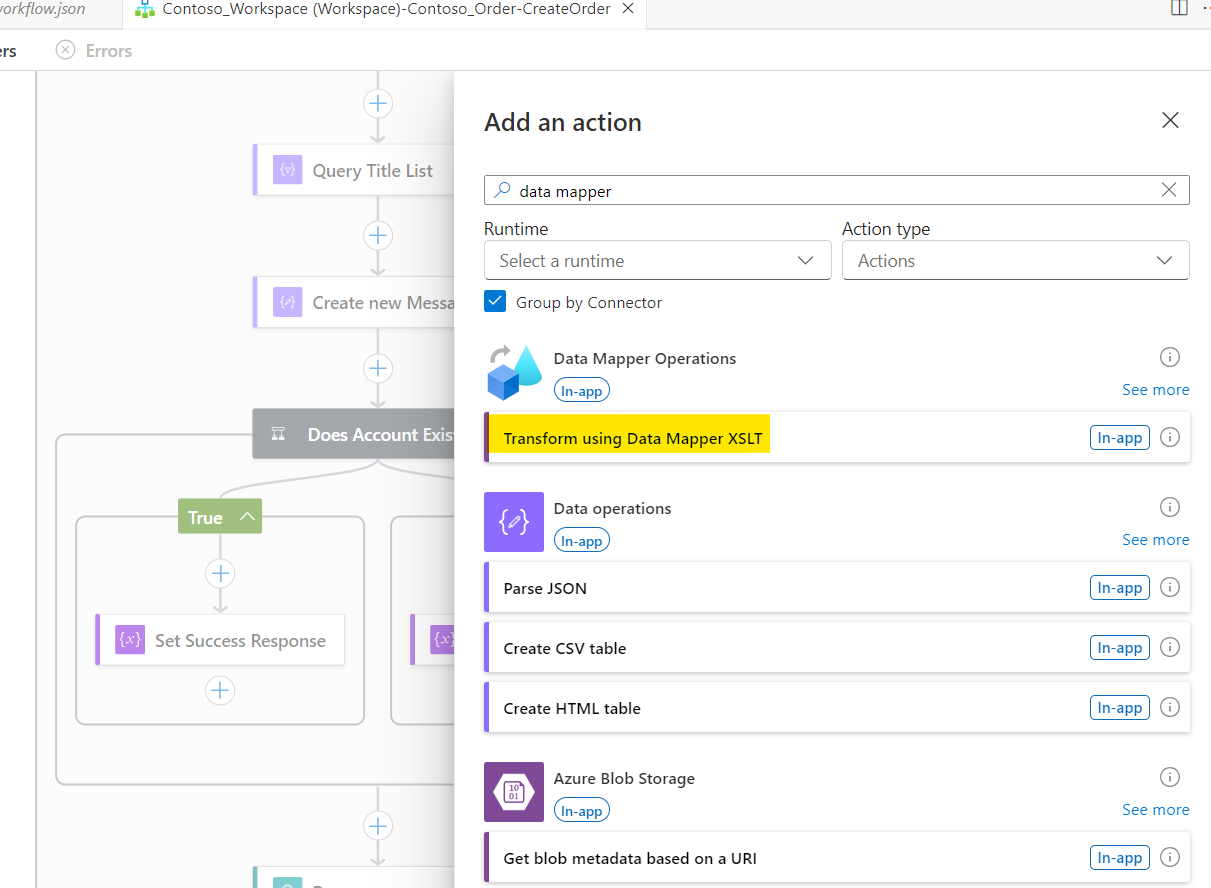 workflow.json
Contoso_Workspace (Workspace)-Contoso_Order-CreateOrder
Errors
Query Title List
Create new Messa
Does Account Exis
True
{x} Set Success Response
{x}
Add an action
data mapper
Runtime
Action type
Select a runtime
Actions
Group by Connector
Data Mapper Operations
In-app
See more
Transform using Data Mapper XSLT
In-app
Data operations
In-app
See more
Parse JSON
In-app
Create CSV table
In-app
Create HTML table
In-app
10
01
Azure Blob Storage
In-app
See more
Get blob metadata based on a URI
In-app